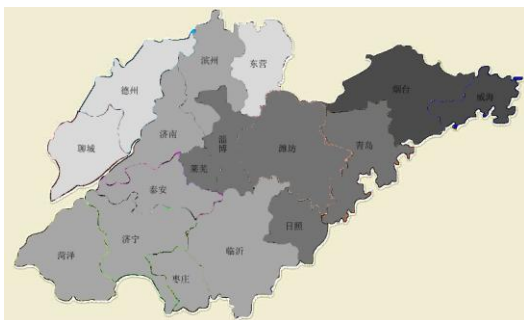 滨州
东营
德州
烟台
威海
聊城
济南
淄博
潍坊
青岛
莱芜
泰安
日照
菏泽
济宁
临沂
枣庄